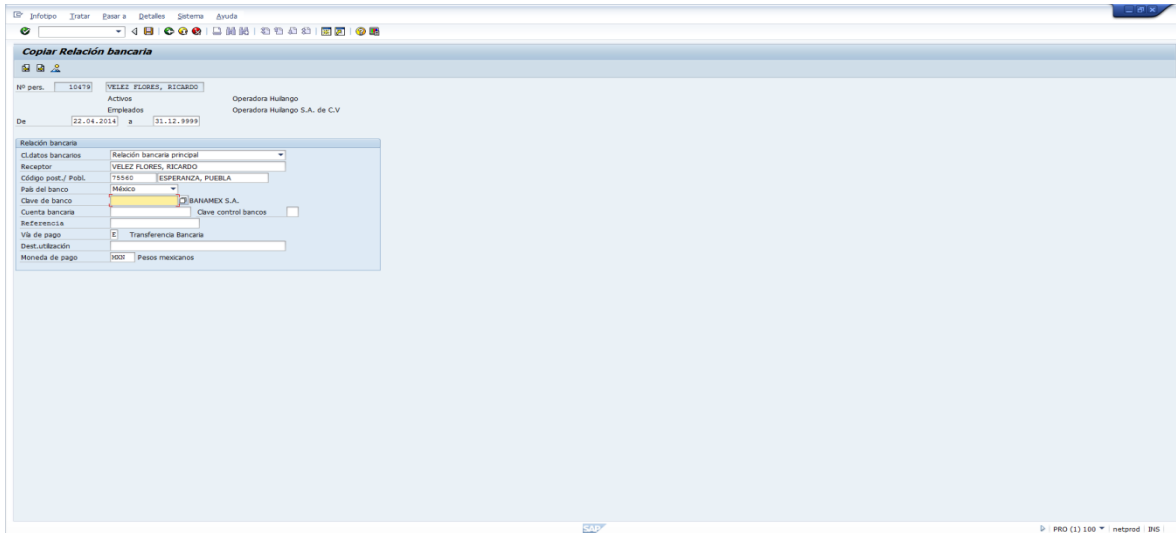 Infotipo Tratar Pasar a Detalles Sistema Ayuda
Copiar Relación bancaria
Nº pers. 10479 VELEZ FLORES, RICARDO
Activos Operadora Huilango
Empleados Operadora Huilango S.A. de C.V
De 22.04.2014 a 31.12.9999
Relación bancaria
Cl.datos bancarios Relación bancaria principal
Receptor VELEZ FLORES, RICARDO
Código post./ Pobl. 75560 ESPERANZA, PUEBLA
País del banco México
Clave de banco BANAMEX S.A.
Cuenta bancaria Clave control bancos
Referencia
Vía de pago E Transferencia Bancaria
Dest.utilización
Moneda de pago MXN Pesos mexicanos
SAP PRO (1) 100 netprod INS